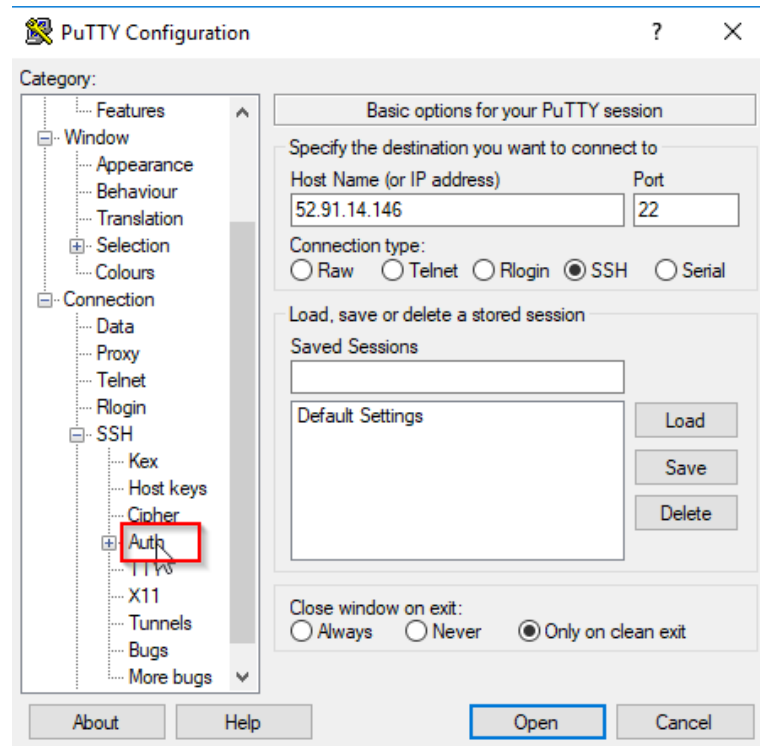 PuTTY Configuration
?
Category:
Features
Window
Appearance
Behaviour
Translation
Selection
Colours
Connection
Data
Proxy
Telnet
Rlogin
SSH
Kex
Host keys
Cipher
Auth
TTY
X11
Tunnels
Bugs
More bugs
Basic options for your PuTTY session
Specify the destination you want to connect to
Host Name (or IP address) Port
52.91.14.146 22
Connection type:
Raw Telnet Rlogin SSH Serial
Load, save or delete a stored session
Saved Sessions
Default Settings
Load
Save
Delete
Close window on exit:
Always Never Only on clean exit
About Help Open Cancel